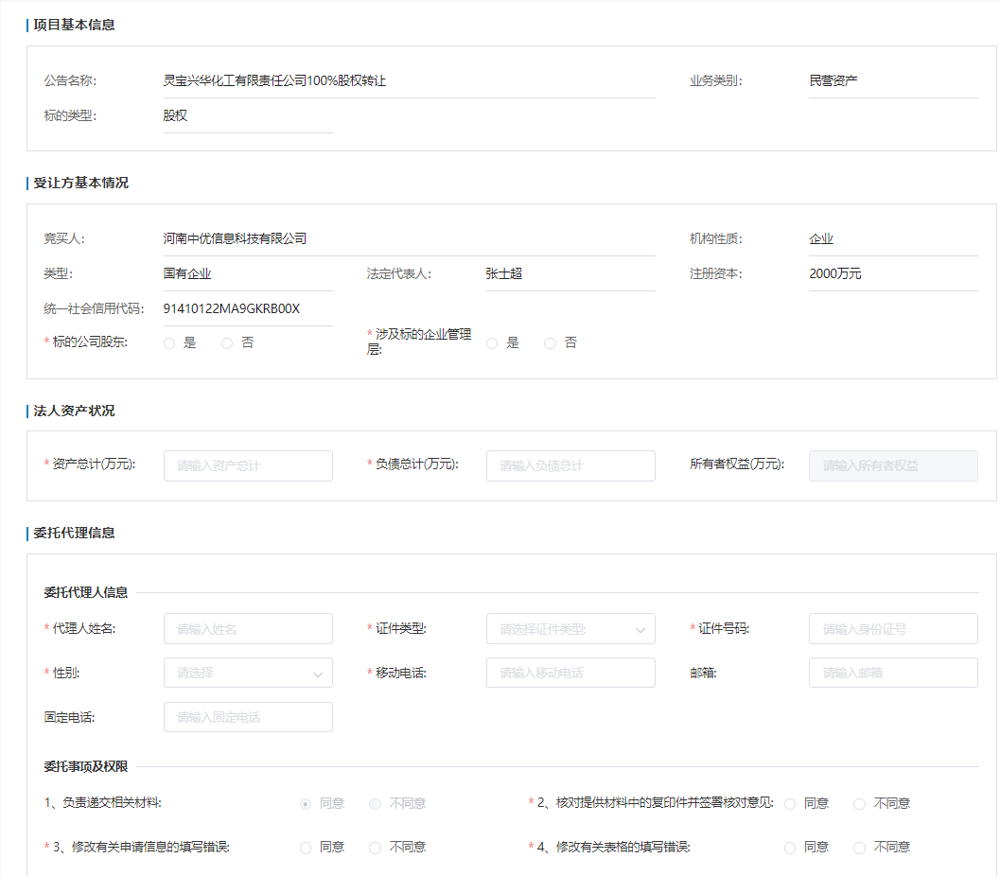 项目基本信息
公告名称: 灵宝兴华化工有限责任公司100%股权转让 业务类别: 民营资产
标的类型: 股权
受让方基本情况
竞买人: 河南中优信息科技有限公司 机构性质: 企业
类型: 国有企业 法定代表人: 张士超 注册资本: 2000万元
统一社会信用代码: 91410122MA9GKRB00X
* 标的公司股东: 是 否 * 涉及标的企业管理
层: 是 否
法人资产状况
* 资产总计(万元): 请输入资产总计 * 负债总计(万元): 请输入负债总计 所有者权益(万元): 请输入所有者权益
委托代理信息
委托代理人信息
* 代理人姓名: 请输入姓名 * 证件类型: 请选择证件类型: * 证件号码: 请输入身份证号
* 性别: 请选择 * 移动电话: 请输入移动电话 邮箱: 请输入邮箱
固定电话: 请输入固定电话
委托事项及权限
1、负责递交相关材料: 同意 不同意 * 2、核对提供材料中的复印件并签署核对意见: 同意 不同意
* 3、修改有关申请信息的填写错误: 同意 不同意 * 4、修改有关表格的填写错误: 同意 不同意